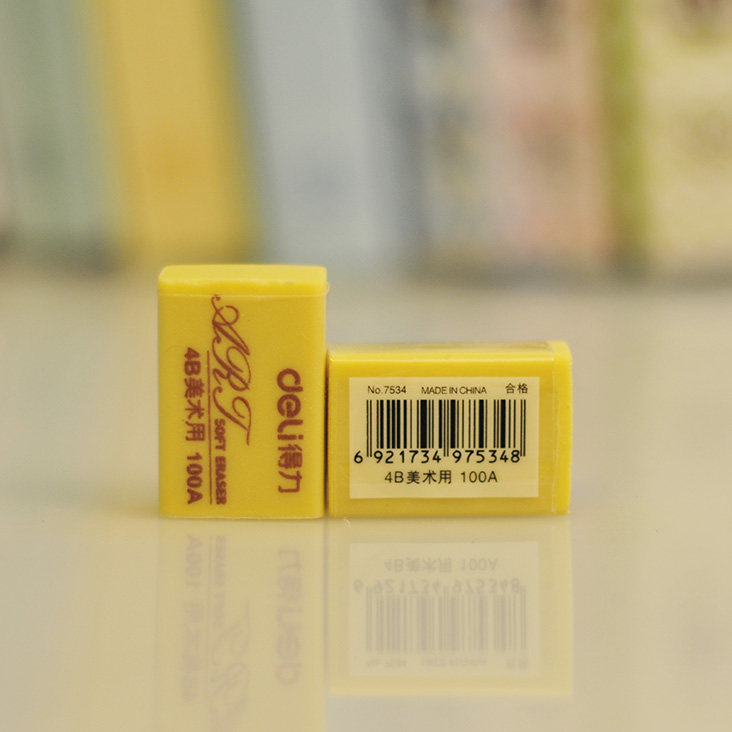 ART
SOFT ERASER
4B美术用 100A
deli得力
No.7534 MADE IN CHINA 合格
6 921734 975348
4B美术用 100A